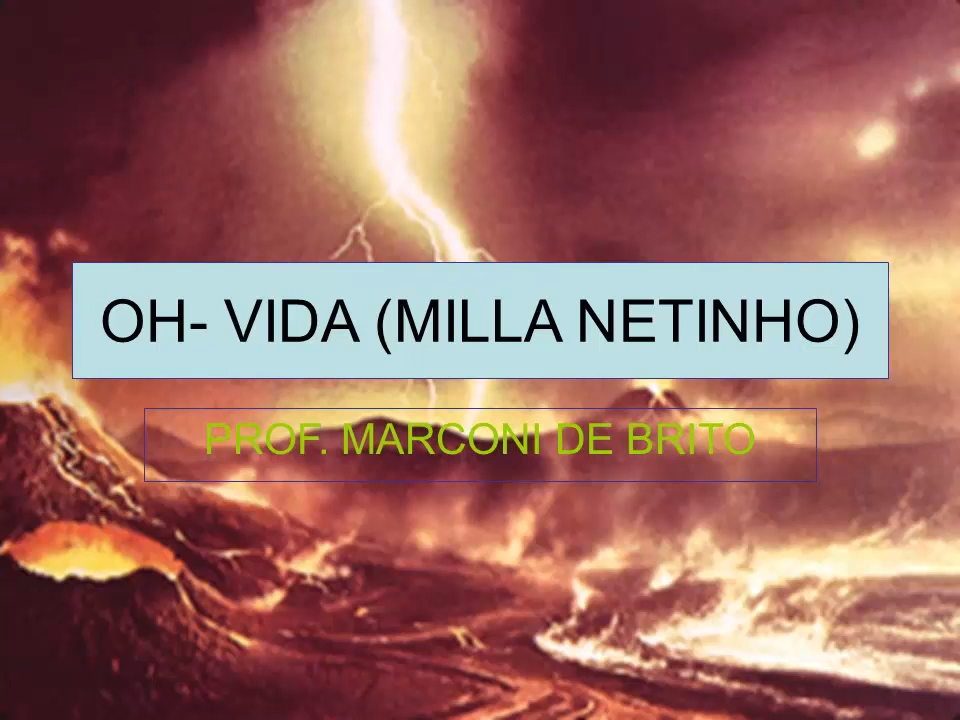 OH- VIDA (MILLA NETINHO)
PROF. MARCONI DE BRITO